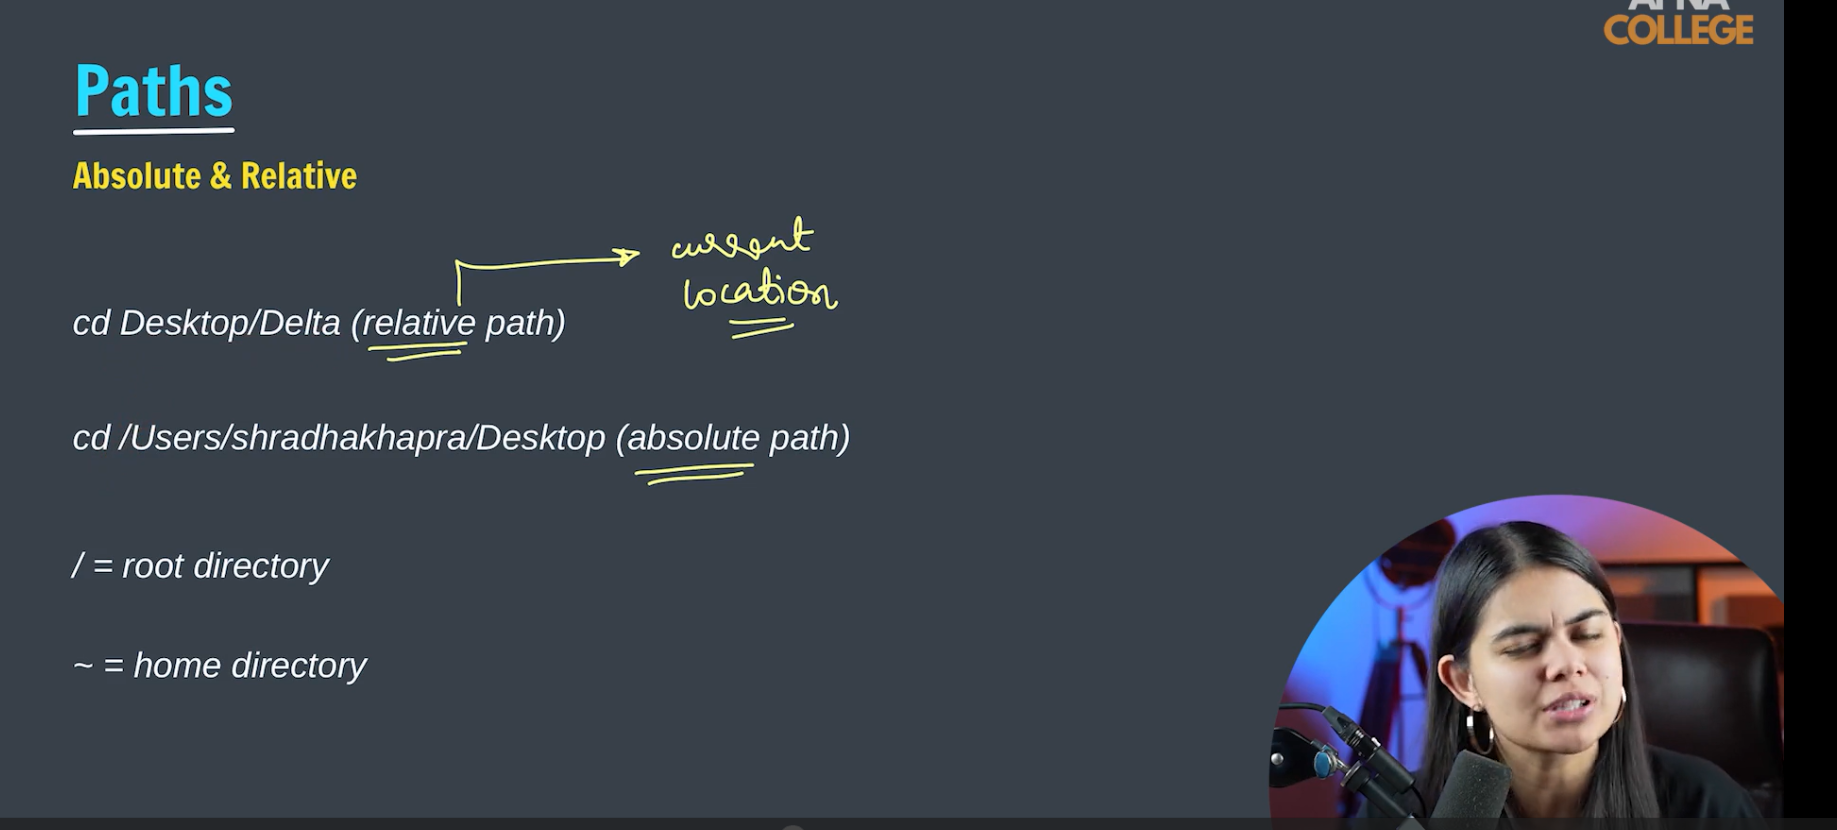 COLLEGE
Paths
Absolute & Relative
current
location
cd Desktop/Delta (relative path)
cd /Users/shradhakhapra/Desktop (absolute path)
/ = root directory
~ = home directory